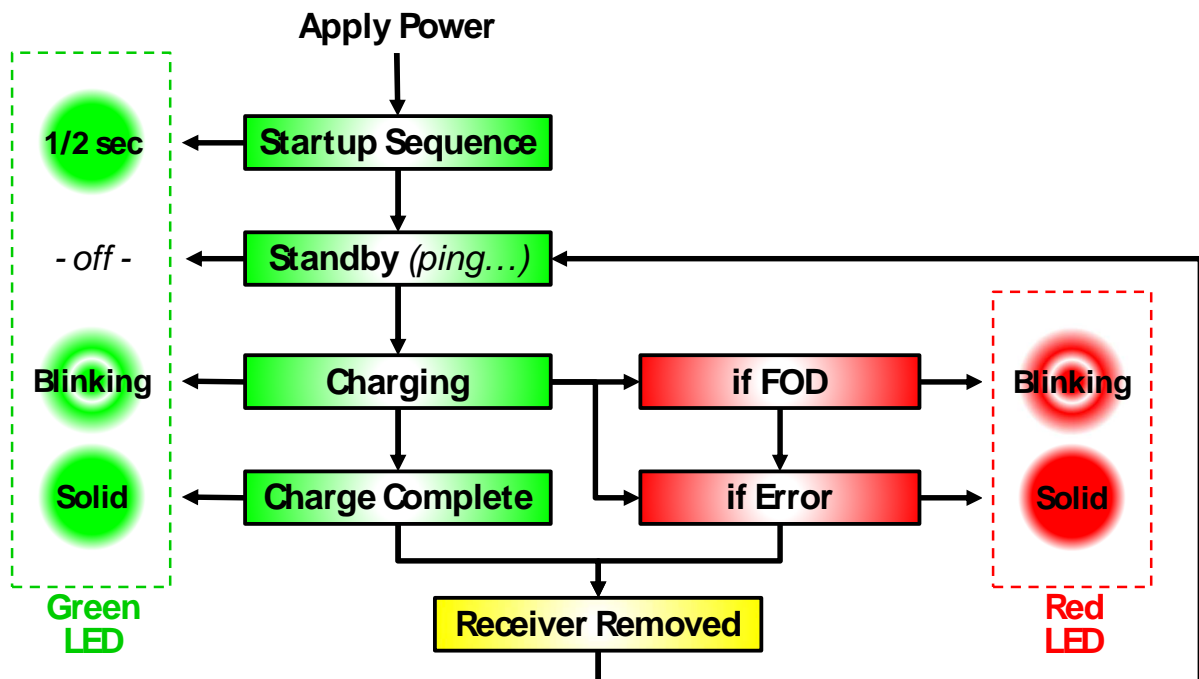 Apply Power
1/2 sec
Startup Sequence
- off -
Standby (ping...)
Blinking
Charging
if FOD
Blinking
Solid
Charge Complete
if Error
Solid
Green
LED
Receiver Removed
Red
LED